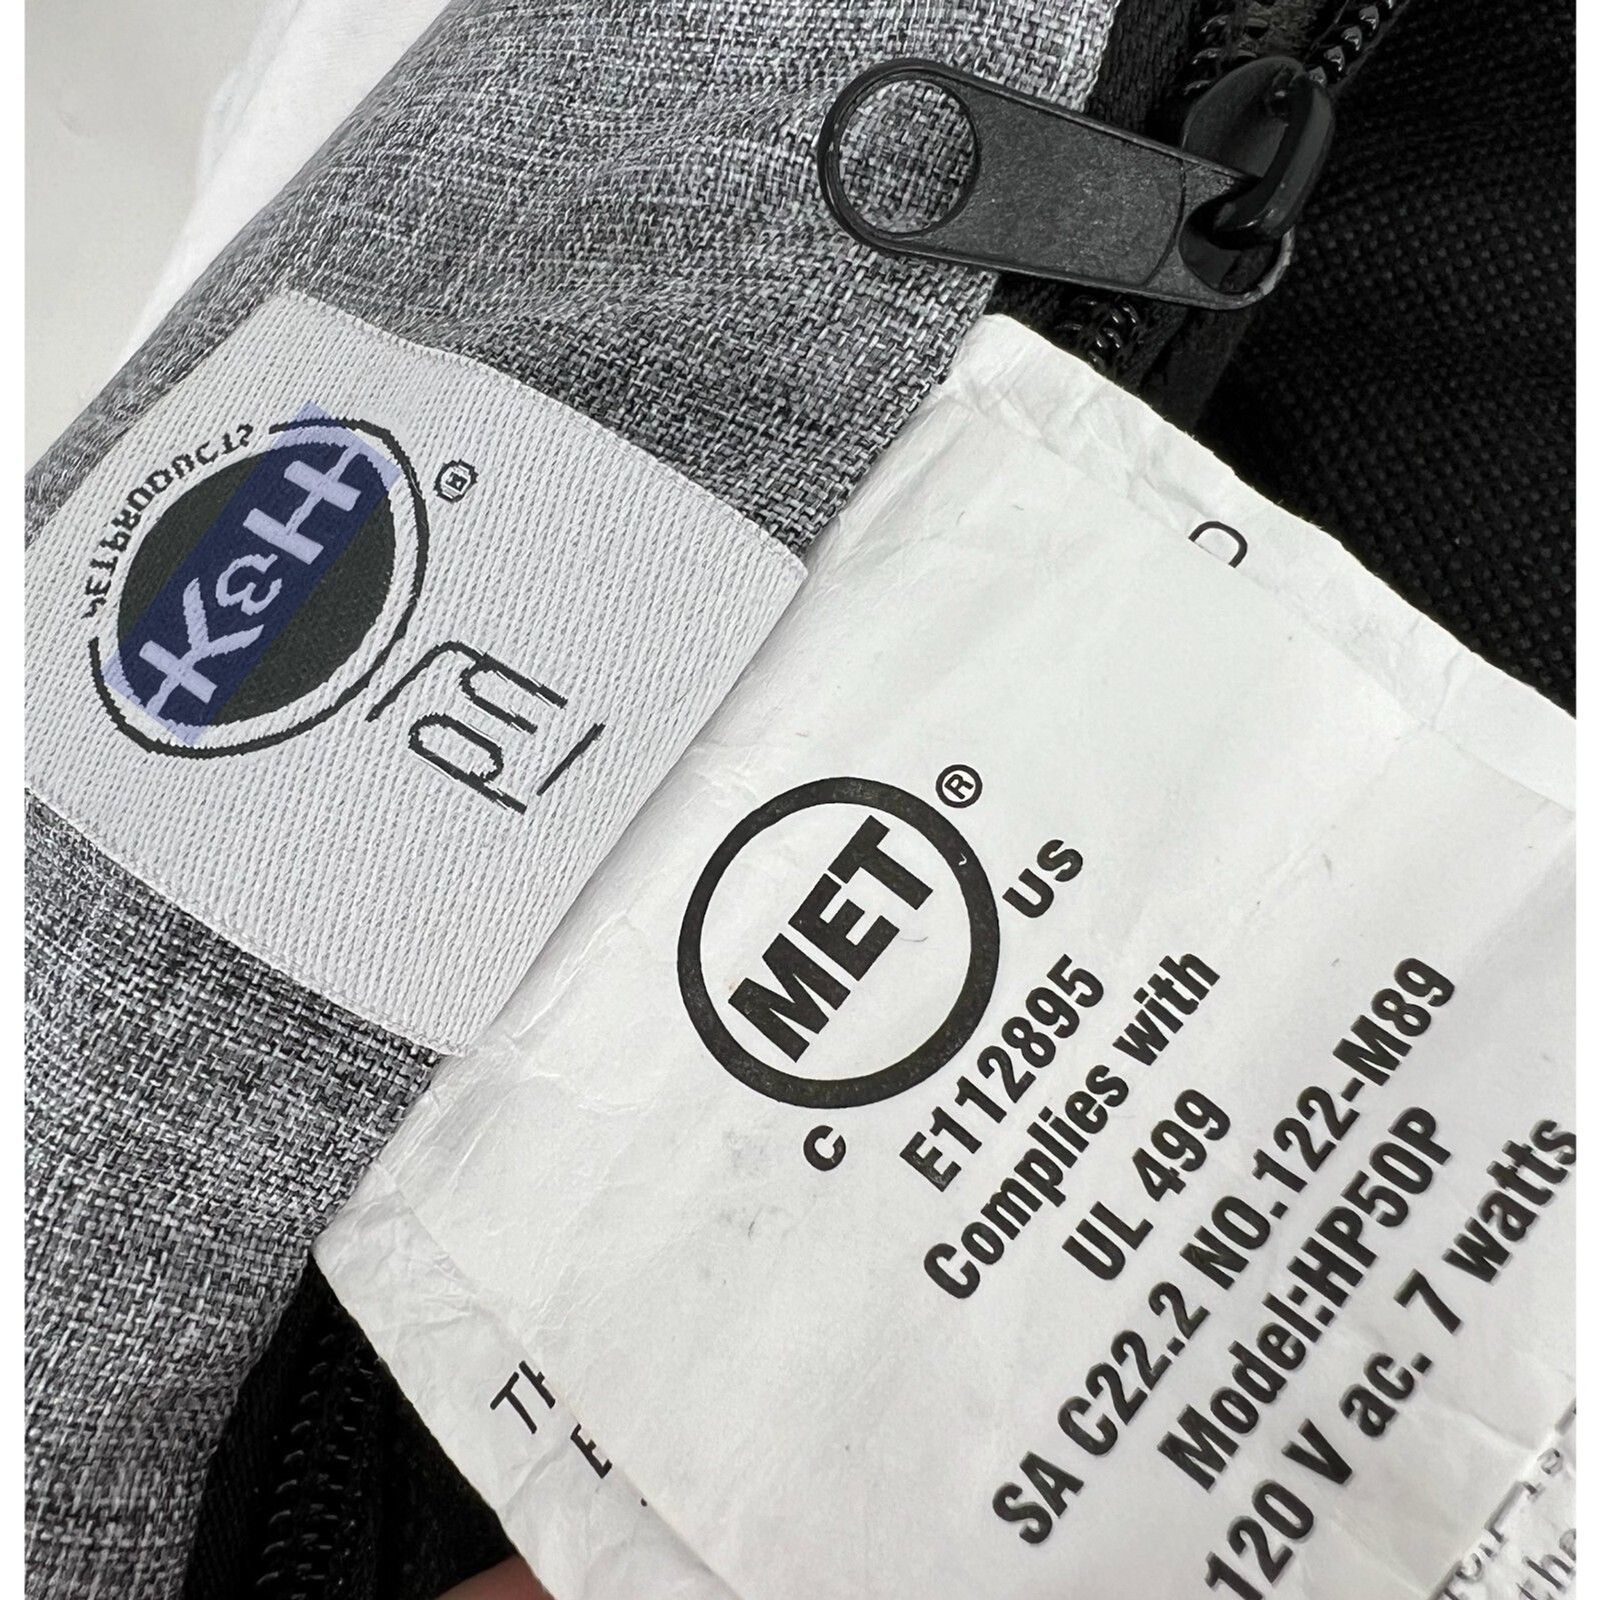 PET PRODUCTS
K&H
®
MET
®
C US
E112895
Complies with
UL 499
SA C22.2 NO.122-M89
Model:HP50P
120 V ac. 7 watts